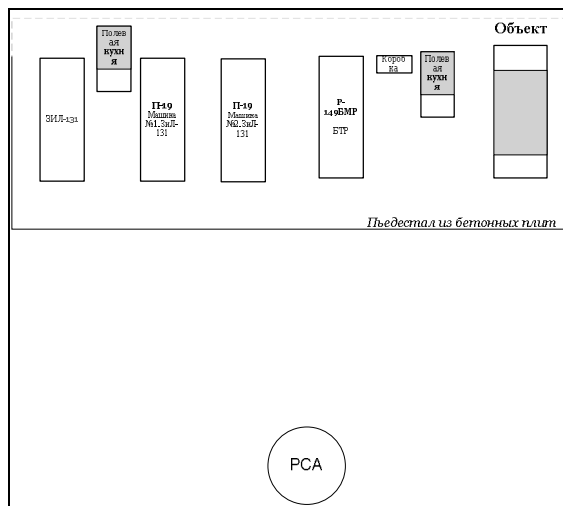 Объект
Полев
ая
кухн
я
ЗИЛ-131
П-19
Машина
№1.ЗиЛ-
131
П-19
Машина
№2.ЗиЛ-
131
Р-
149БМР
БТР
Короб
ка
Полев
ая
кухн
я
Пьедестал из бетонных плит
РСА